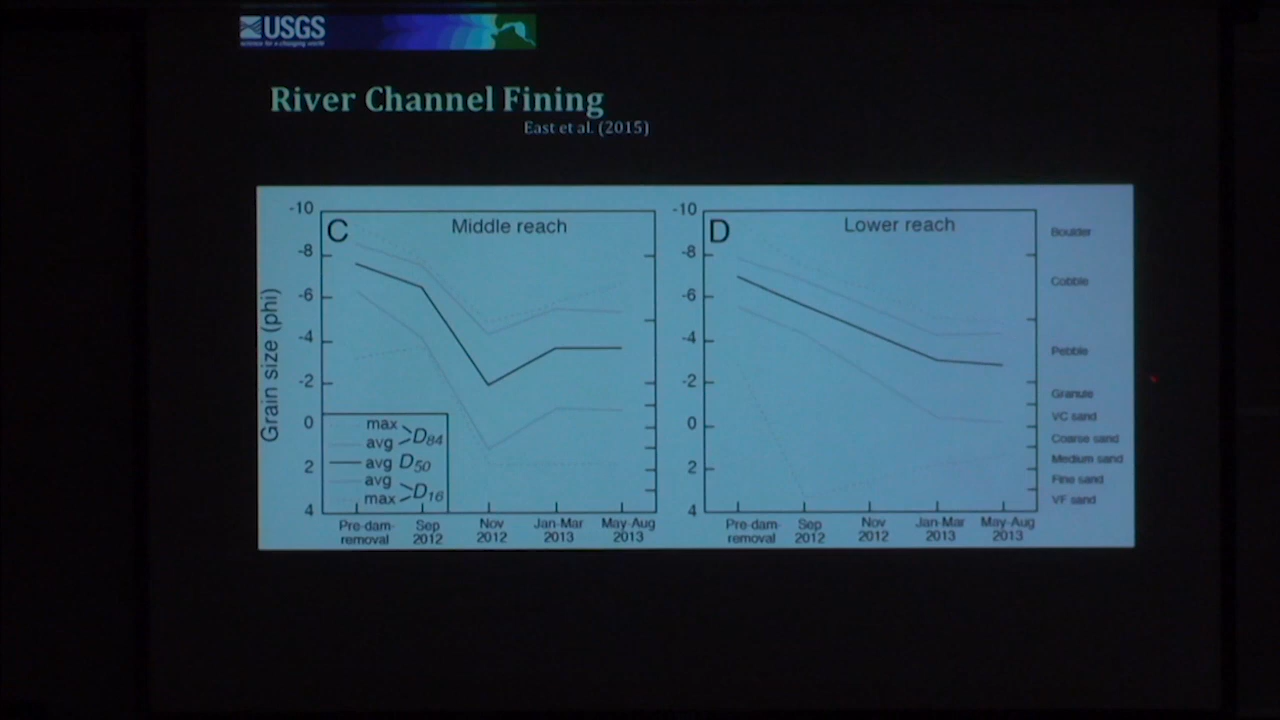 USGS
science for a changing world
River Channel Fining
East et al. (2015)
C
Middle reach
Grain size (phi)
-10
-8
-6
-4
-2
0
2
4
max
avg
D84
avg D50
avg
max
D16
Pre-dam-removal
Sep 2012
Nov 2012
Jan-Mar 2013
May-Aug 2013
D
Lower reach
-10
-8
-6
-4
-2
0
2
4
Pre-dam-removal
Sep 2012
Nov 2012
Jan-Mar 2013
May-Aug 2013
Boulder
Cobble
Pebble
Granule
VC sand
Coarse sand
Medium sand
Fine sand
VF sand